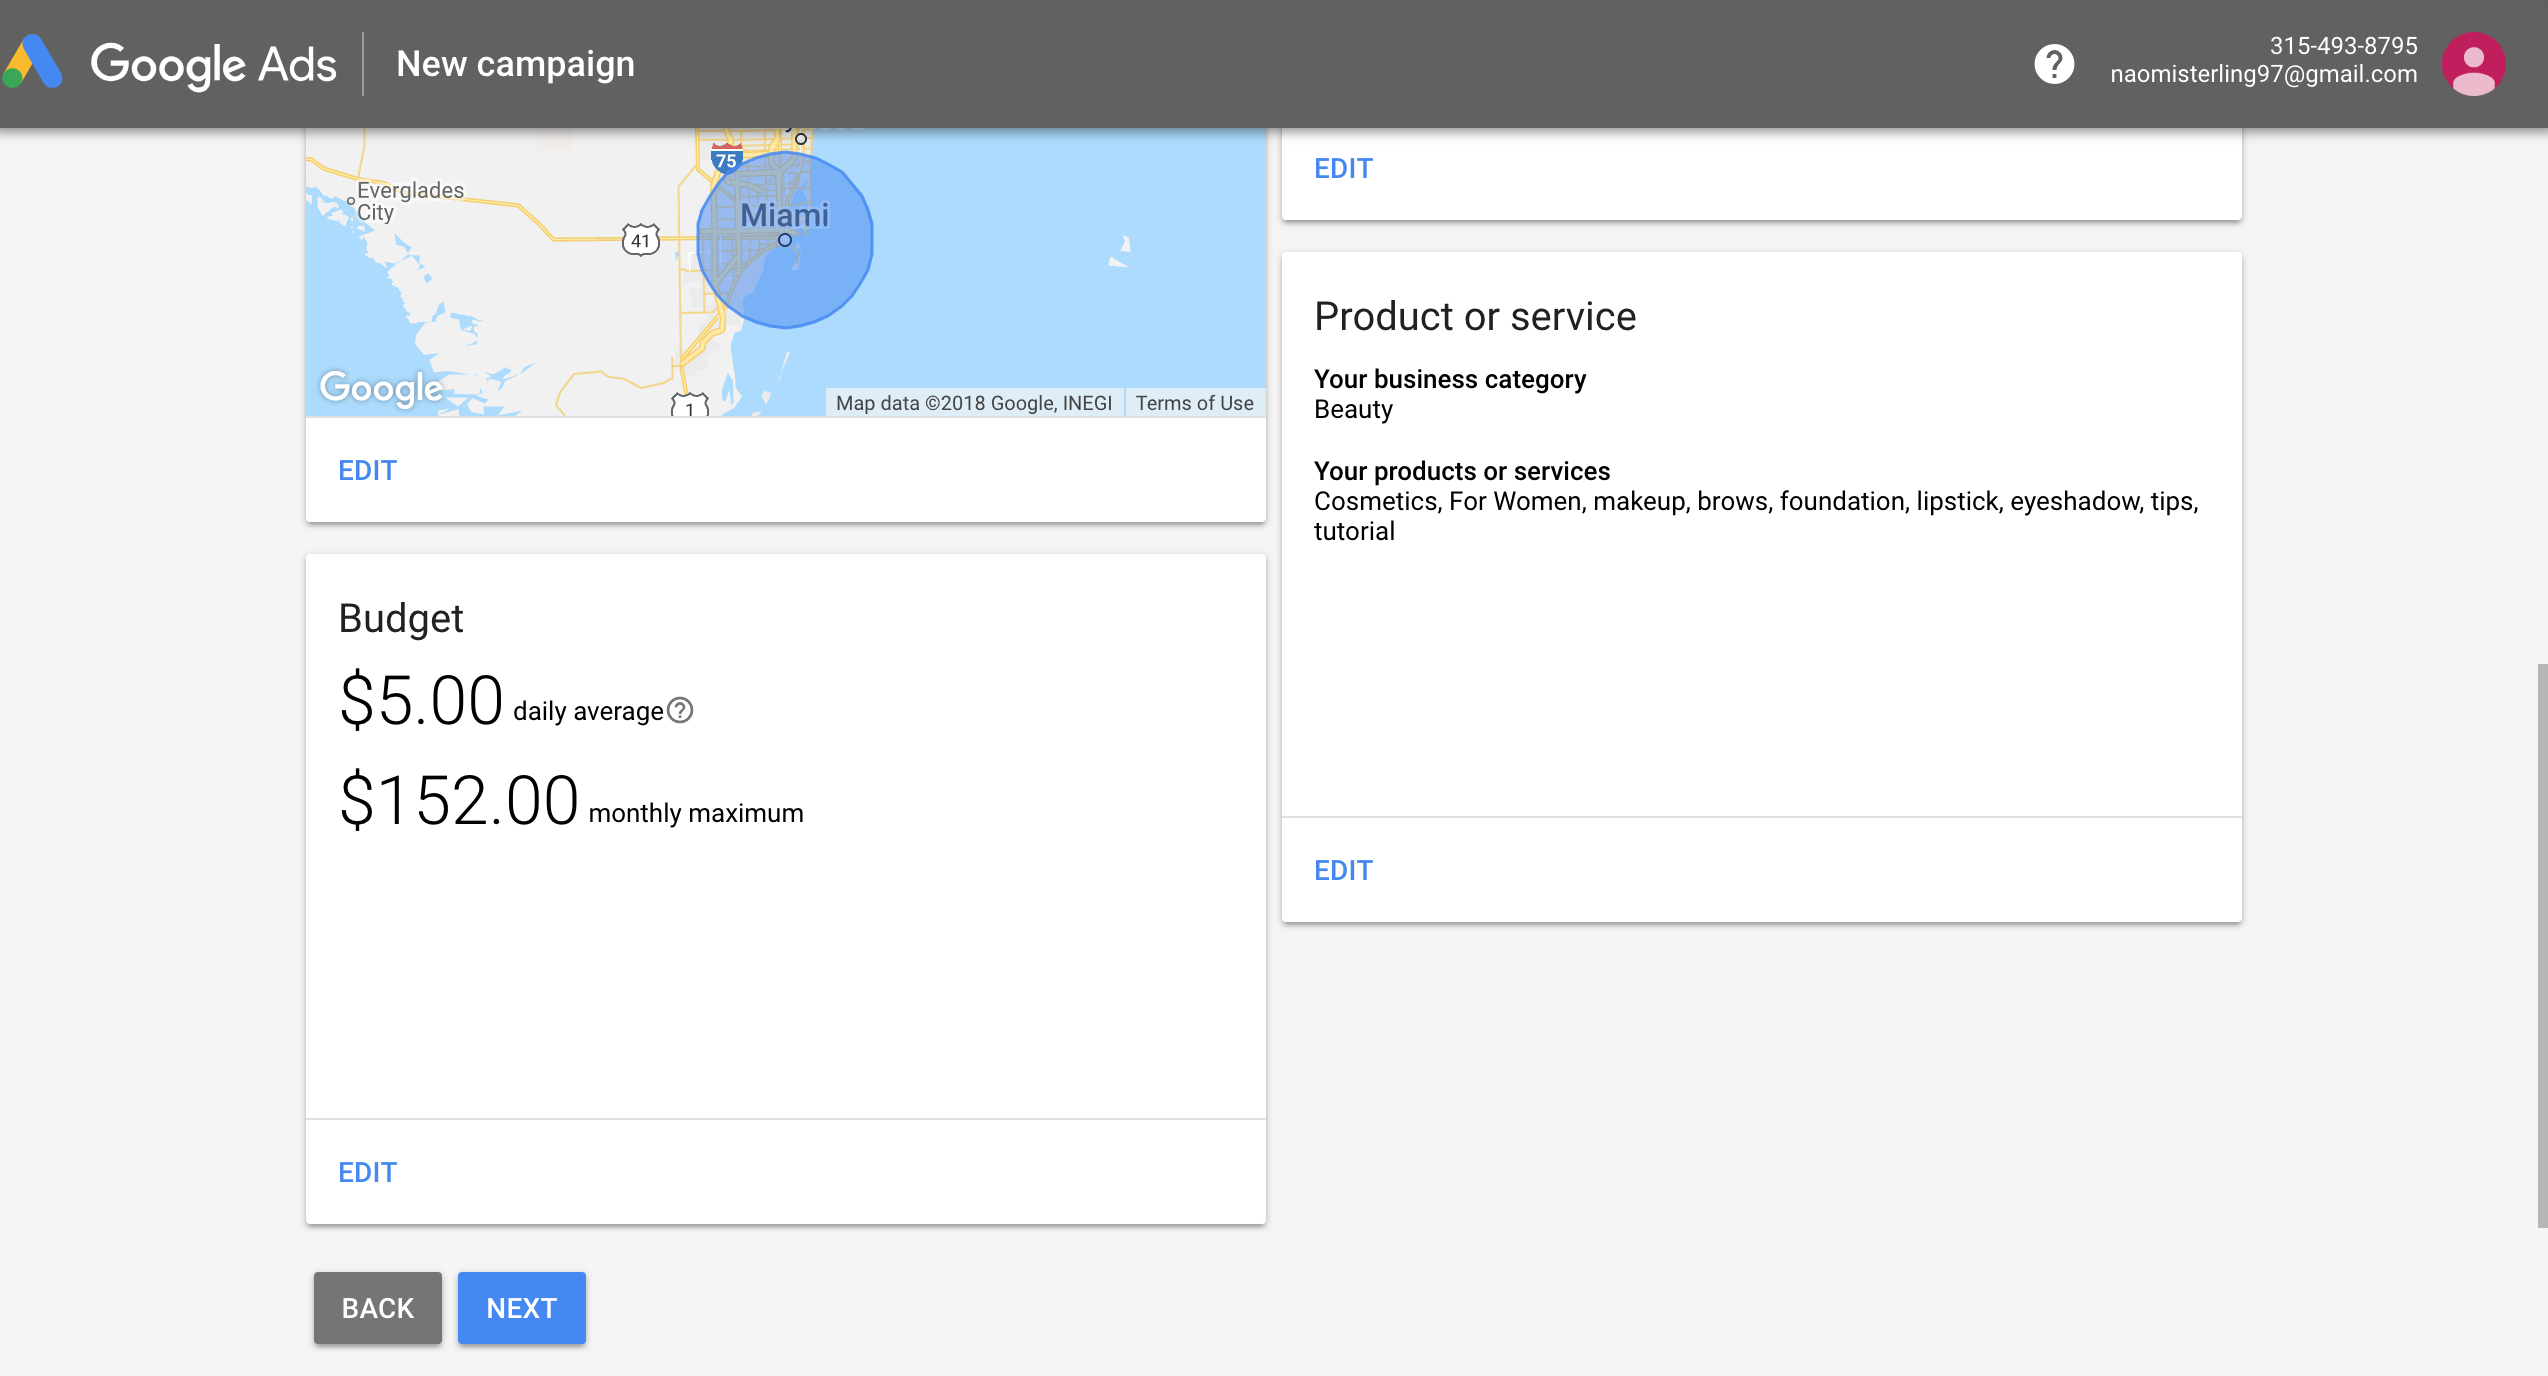 Google Ads
New campaign
315-493-8795
naomisterling97@gmail.com
75
Everglades
City
Miami
41
1
Google
Map data ©2018 Google, INEGI
Terms of Use
EDIT
Budget
$5.00 daily average
$152.00 monthly maximum
EDIT
EDIT
Product or service
Your business category
Beauty
Your products or services
Cosmetics, For Women, makeup, brows, foundation, lipstick, eyeshadow, tips,
tutorial
EDIT
BACK
NEXT